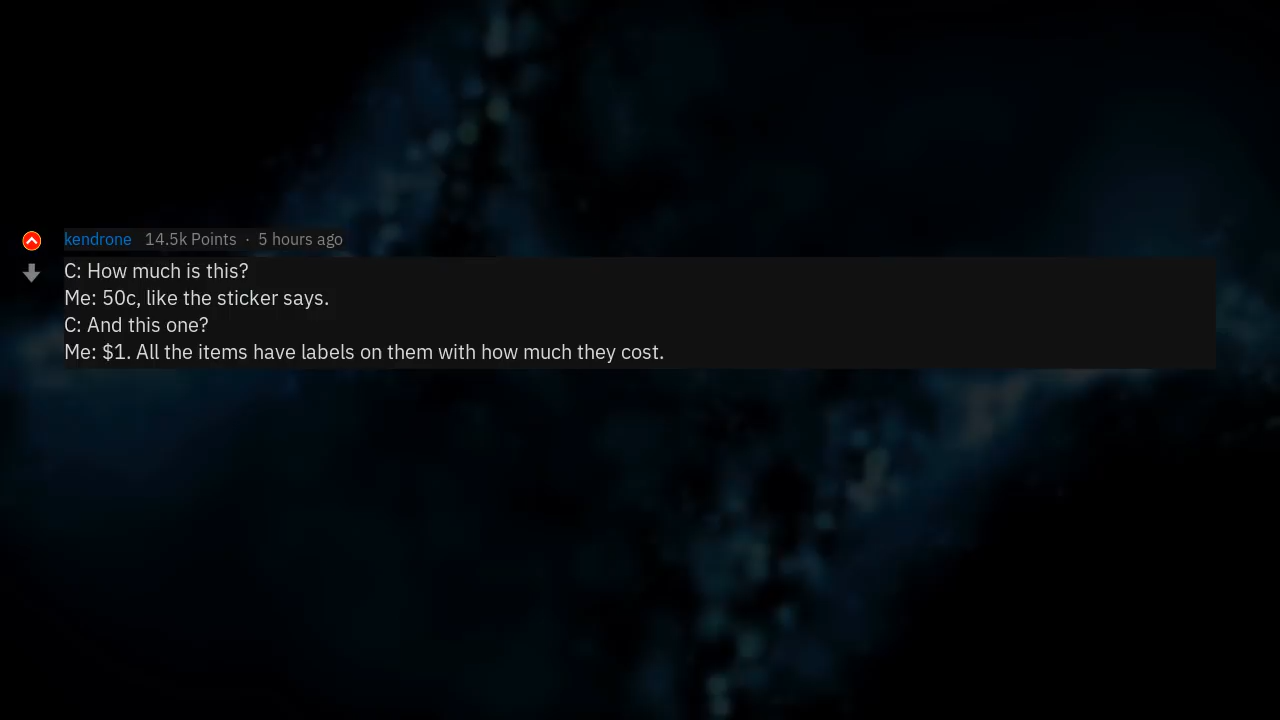 kendrone 14.5k Points · 5 hours ago
C: How much is this?
Me: 50c, like the sticker says.
C: And this one?
Me: $1. All the items have labels on them with how much they cost.